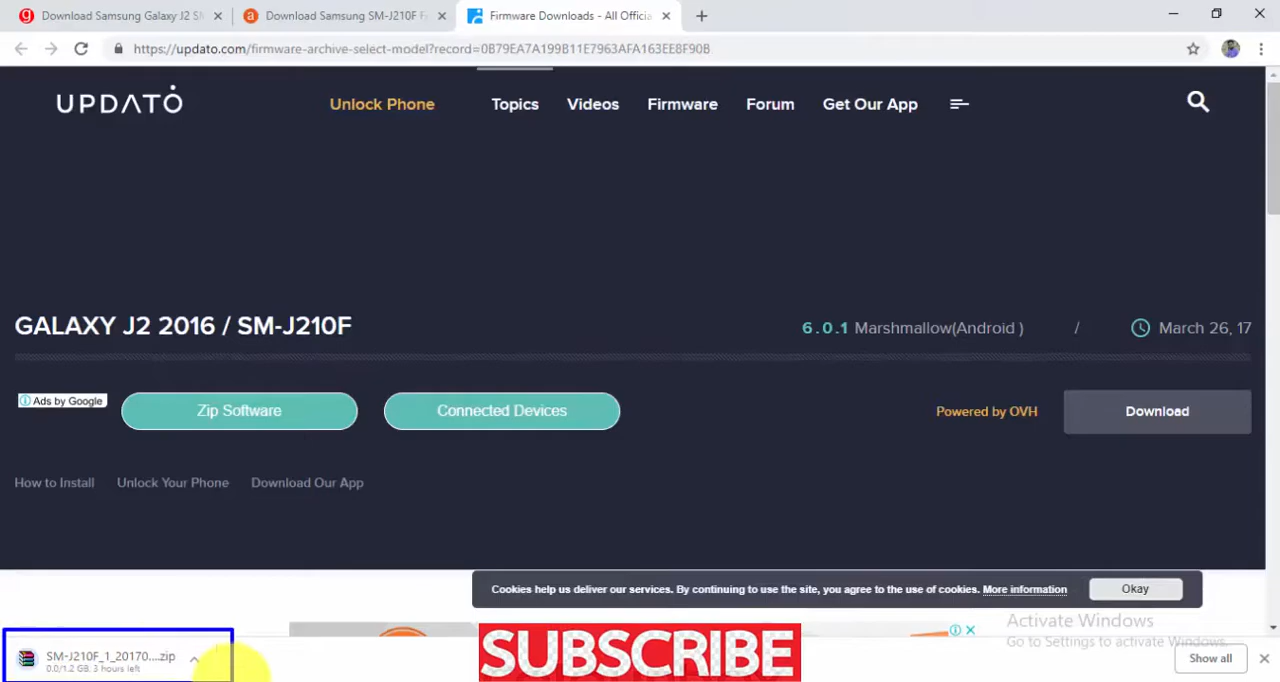 Download Samsung Galaxy J2 SM
Download Samsung SM-J210F F
Firmware Downloads - All Officia
https://updato.com/firmware-archive-select-model?record=0B79EA7A199B11E7963AFA163EE8F90B
UPDATO
Unlock Phone
Topics
Videos
Firmware
Forum
Get Our App
GALAXY J2 2016 / SM-J210F
6.0.1 Marshmallow(Android )
/
March 26, 17
Ads by Google
Zip Software
Connected Devices
Powered by OVH
Download
How to Install
Unlock Your Phone
Download Our App
Cookies help us deliver our services. By continuing to use the site, you agree to the use of cookies. More information
Okay
Activate Windows
Go to Settings to activate Windows.
SM-J210F_1_20170....zip
0.0/1.2 GB, 3 hours left
SUBSCRIBE
Show all